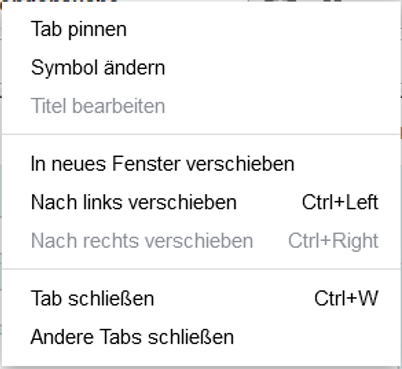 Tab pinnen
Symbol ändern
Titel bearbeiten
In neues Fenster verschieben
Nach links verschieben Ctrl+Left
Nach rechts verschieben Ctrl+Right
Tab schließen Ctrl+W
Andere Tabs schließen